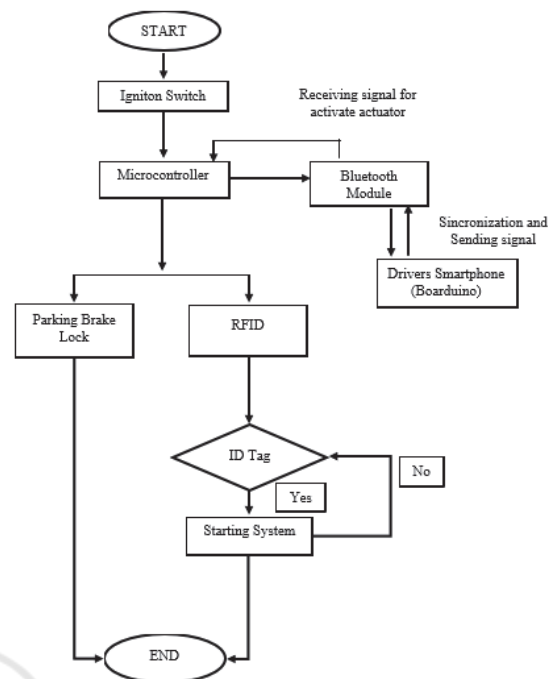 START
Igniton Switch
Receiving signal for
activate actuator
Microcontroller
Bluetooth
Module
Sincronization and
Sending signal
Drivers Smartphone
(Boarduino)
Parking Brake
Lock
RFID
ID Tag
No
Yes
Starting System
END